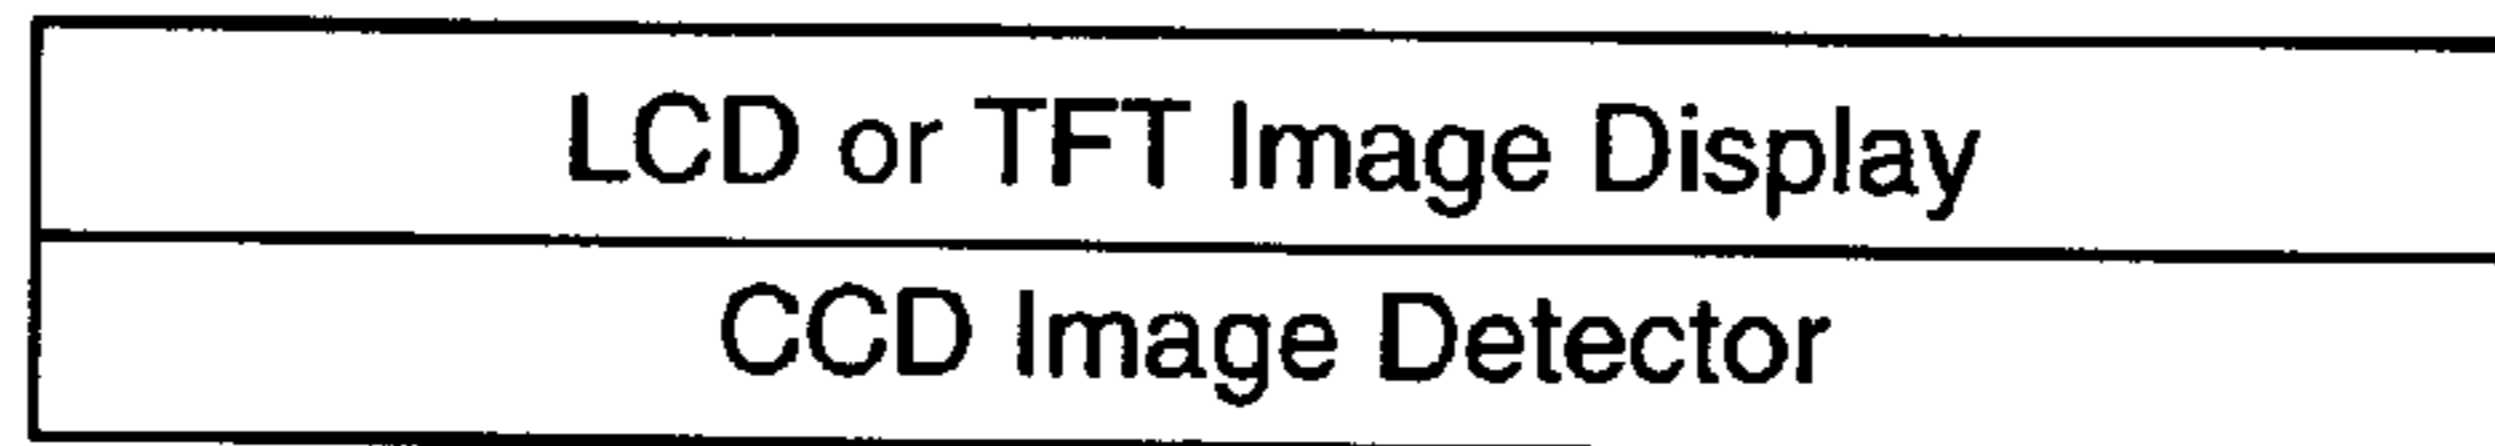 LCD or TFT Image Display
CCD Image Detector